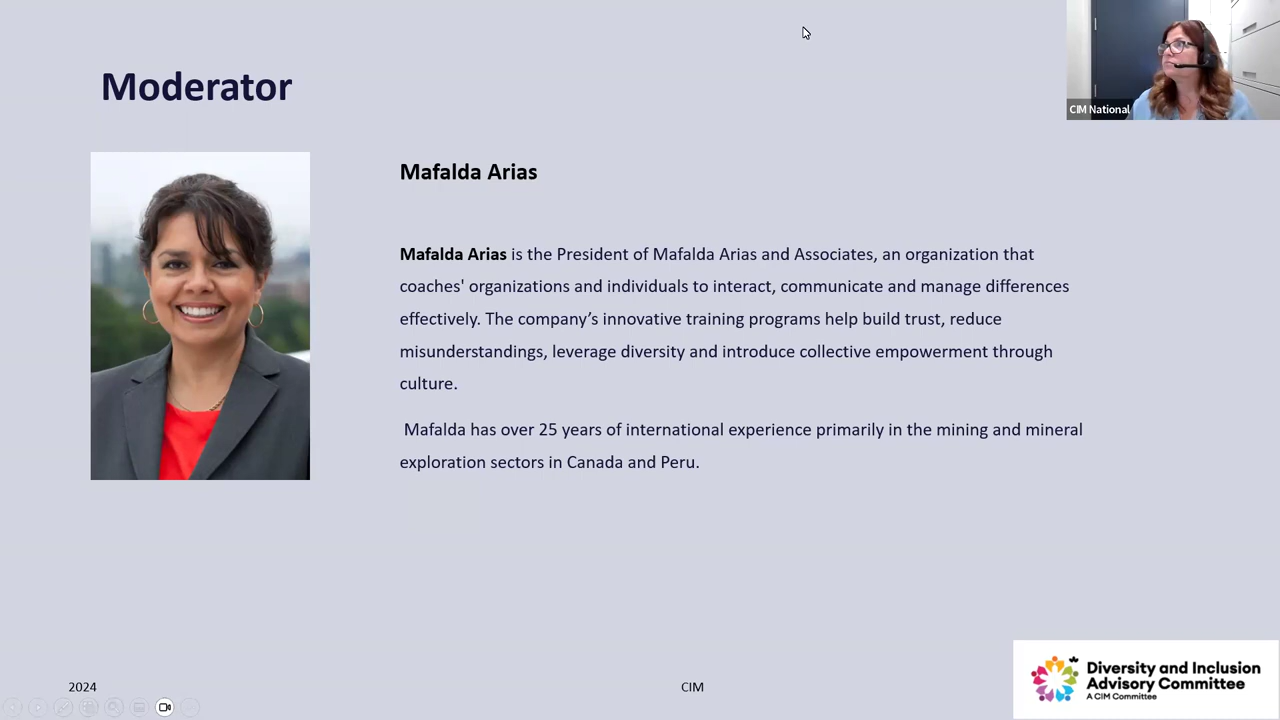 Moderator
CIM National
Mafalda Arias
Mafalda Arias is the President of Mafalda Arias and Associates, an organization that
coaches' organizations and individuals to interact, communicate and manage differences
effectively. The company’s innovative training programs help build trust, reduce
misunderstandings, leverage diversity and introduce collective empowerment through
culture.
Mafalda has over 25 years of international experience primarily in the mining and mineral
exploration sectors in Canada and Peru.
2024
CIM
Diversity and Inclusion
Advisory Committee
A CIM Committee